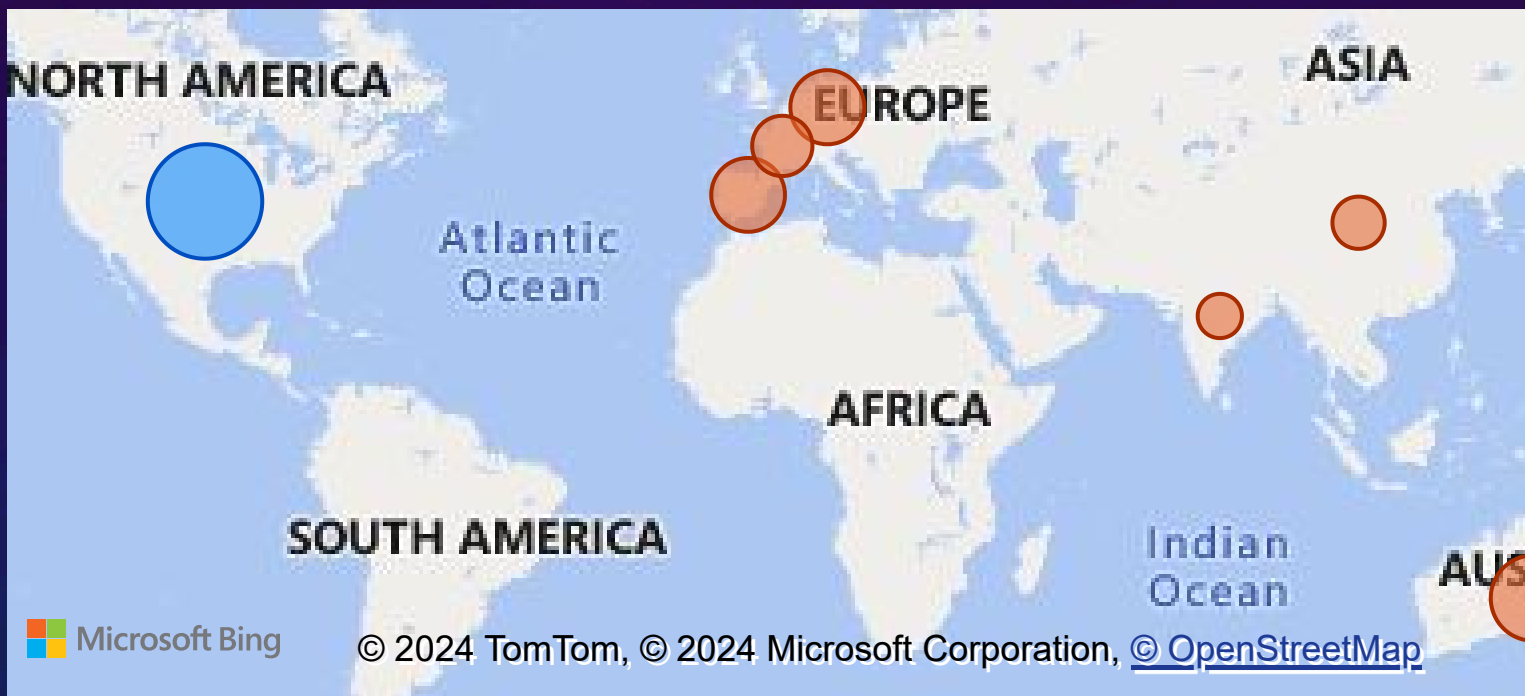 NORTH AMERICA
ASIA
EUROPE
Atlantic
Ocean
AFRICA
SOUTH AMERICA
Indian
Ocean
AUS
Microsoft Bing
© 2024 TomTom, © 2024 Microsoft Corporation, © OpenStreetMap